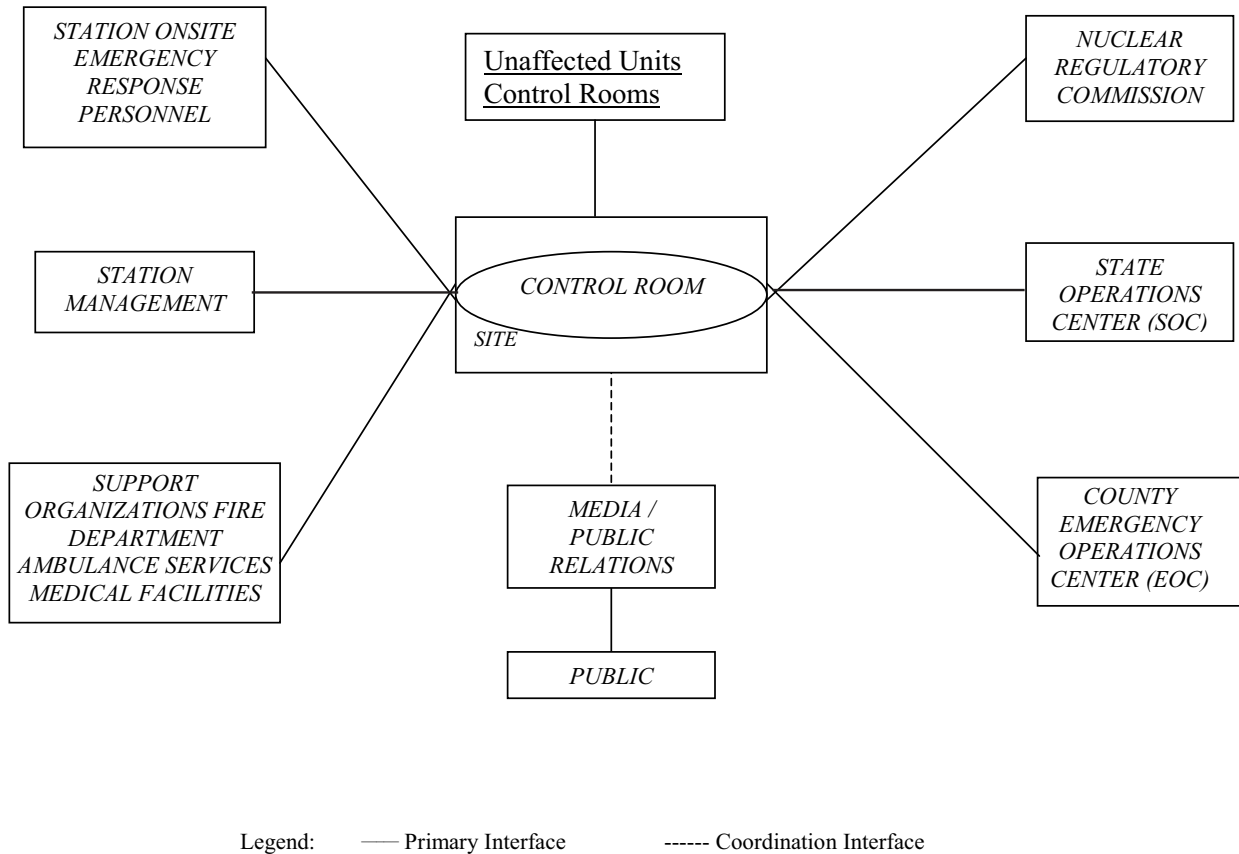 STATION ONSITE
EMERGENCY
RESPONSE
PERSONNEL
Unaffected Units
Control Rooms
NUCLEAR
REGULATORY
COMMISSION
STATION
MANAGEMENT
CONTROL ROOM
SITE
STATE
OPERATIONS
CENTER (SOC)
SUPPORT
ORGANIZATIONS FIRE
DEPARTMENT
AMBULANCE SERVICES
MEDICAL FACILITIES
MEDIA /
PUBLIC
RELATIONS
COUNTY
EMERGENCY
OPERATIONS
CENTER (EOC)
PUBLIC
Legend: —— Primary Interface ------ Coordination Interface